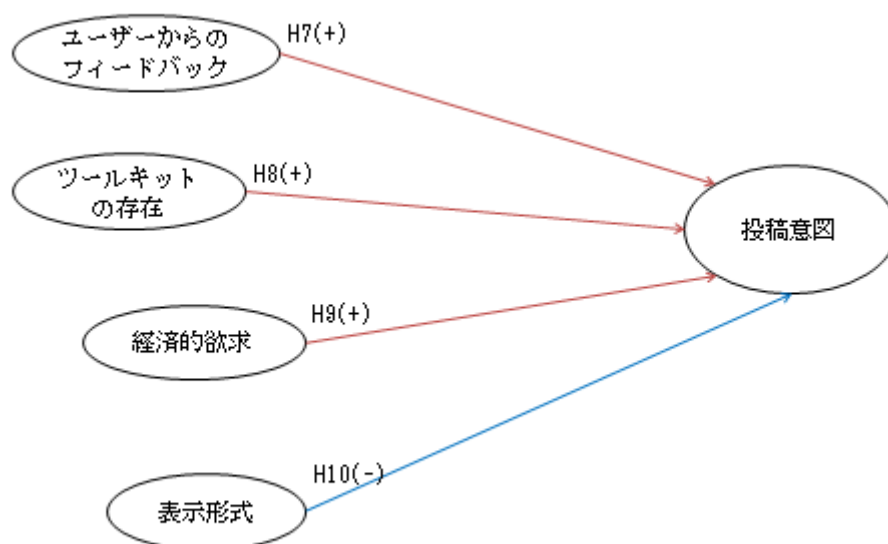 ユーザーからの
フィードバック
H7(+)
ツールキット
の存在
H8(+)
投稿意図
経済的欲求
H9(+)
表示形式
H10(-)